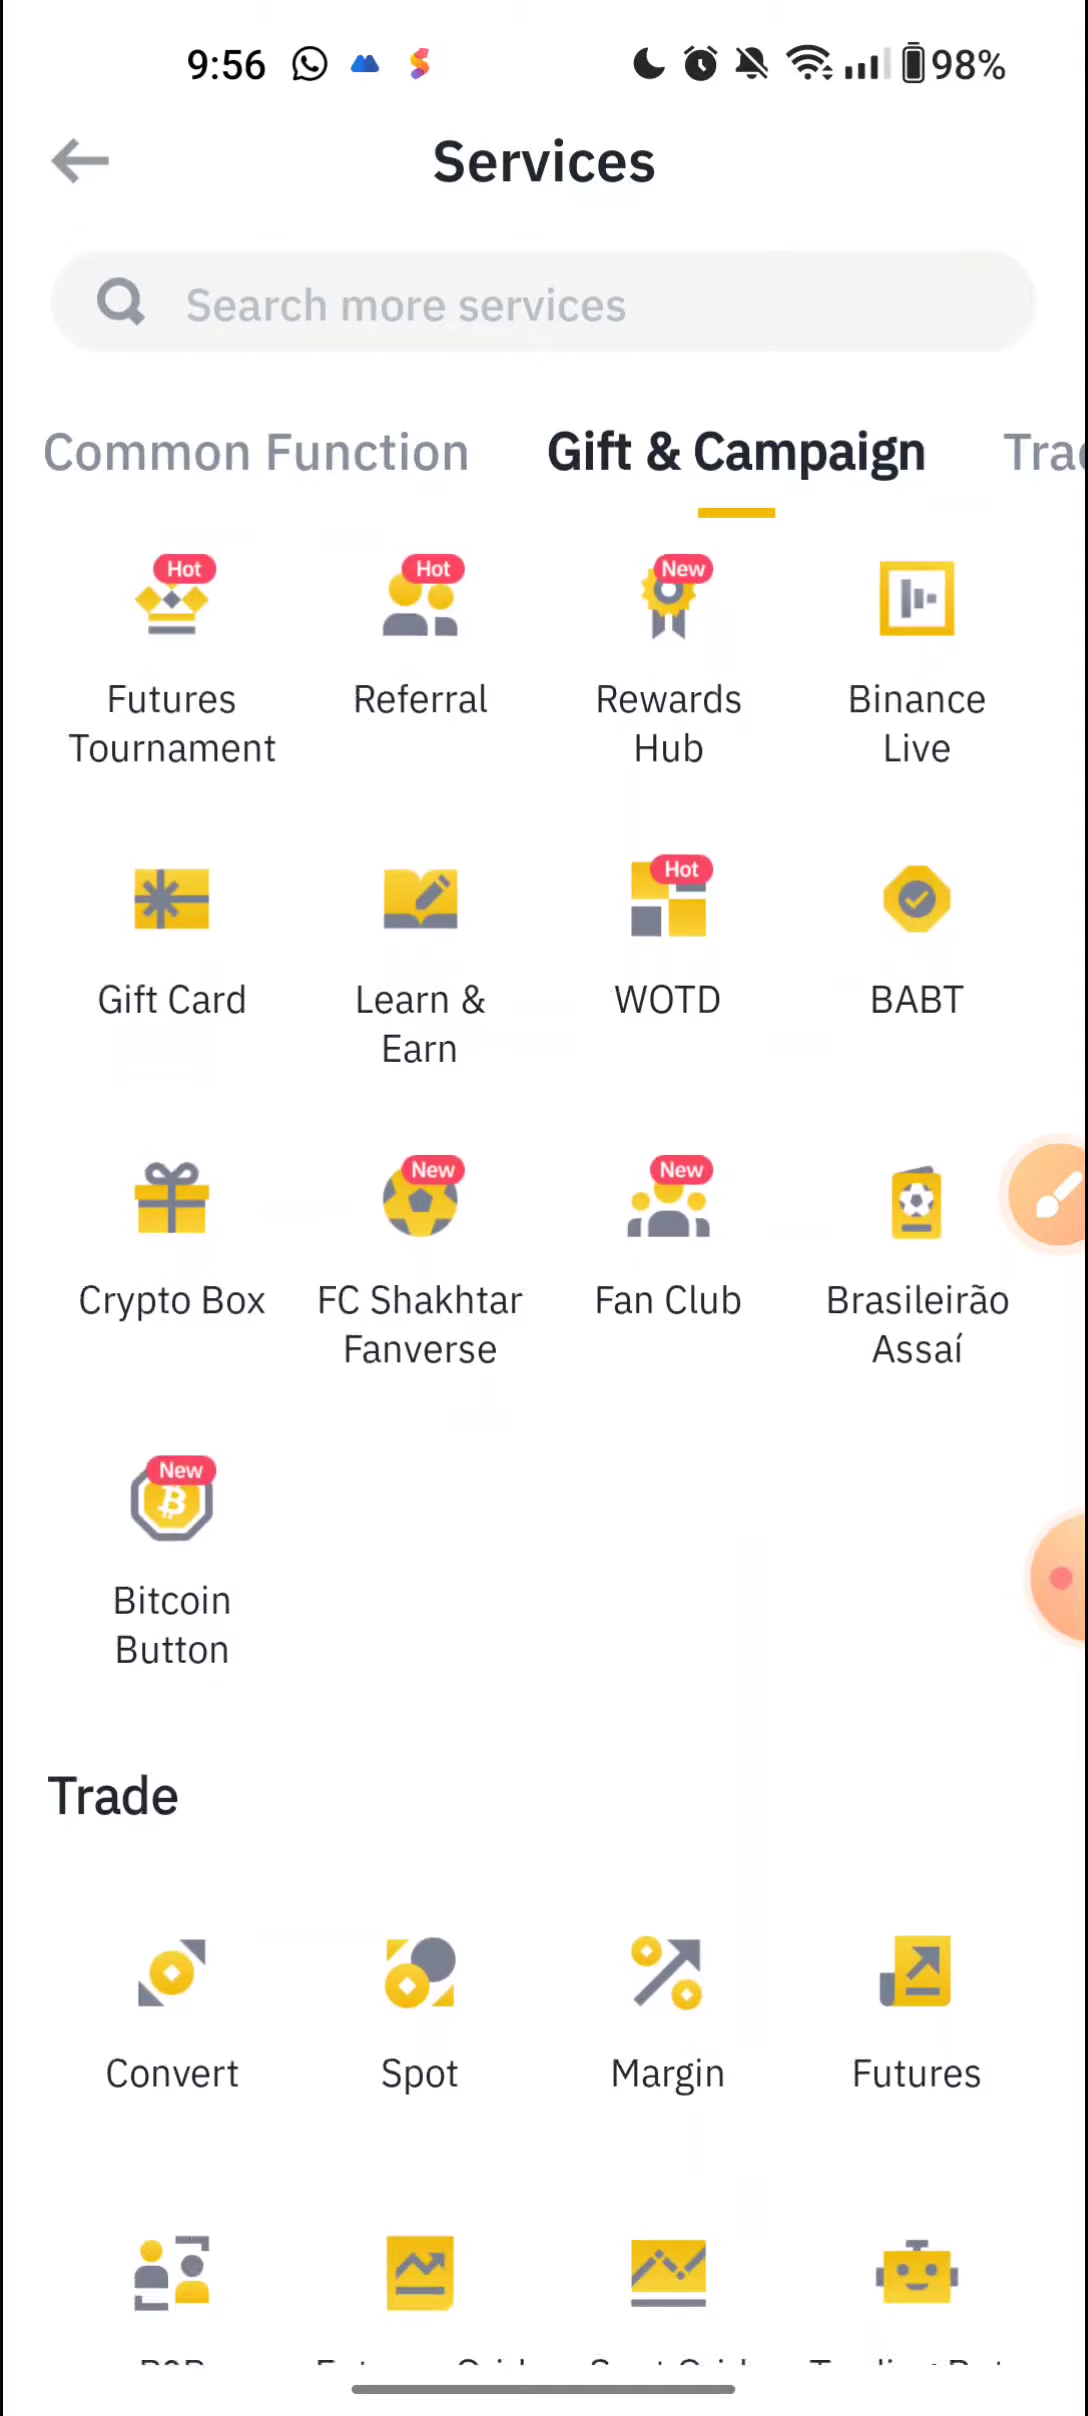 9:56
98%
Services
Search more services
Common Function Gift & Campaign
Hot Hot New
Futures Tournament
Referral
Rewards Hub
Binance Live
Hot
Gift Card
Learn & Earn
WOTD
BABT
New New
Crypto Box
FC Shakhtar Fanverse
Fan Club
Brasileirão Assaí
New
Bitcoin Button
Trade
Convert Spot Margin Futures